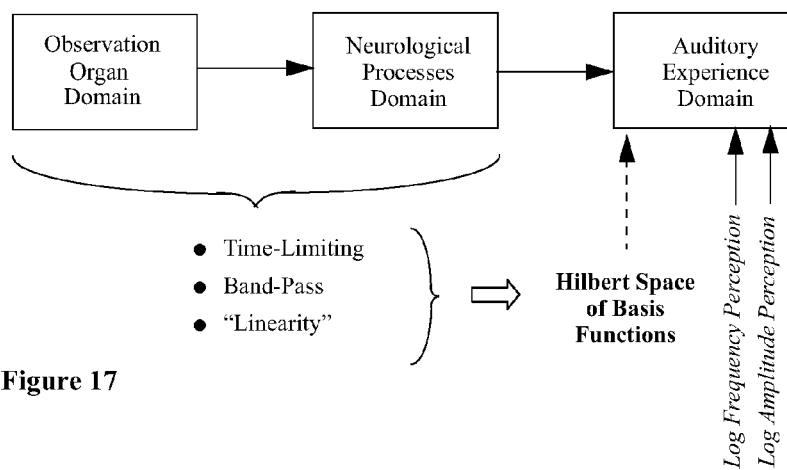 Observation
Organ
Domain
Neurological
Processes
Domain
Auditory
Experience
Domain
● Time-Limiting
● Band-Pass
● “Linearity”
Hilbert Space
of Basis
Functions
Log Frequency Perception
Log Amplitude Perception
Figure 17